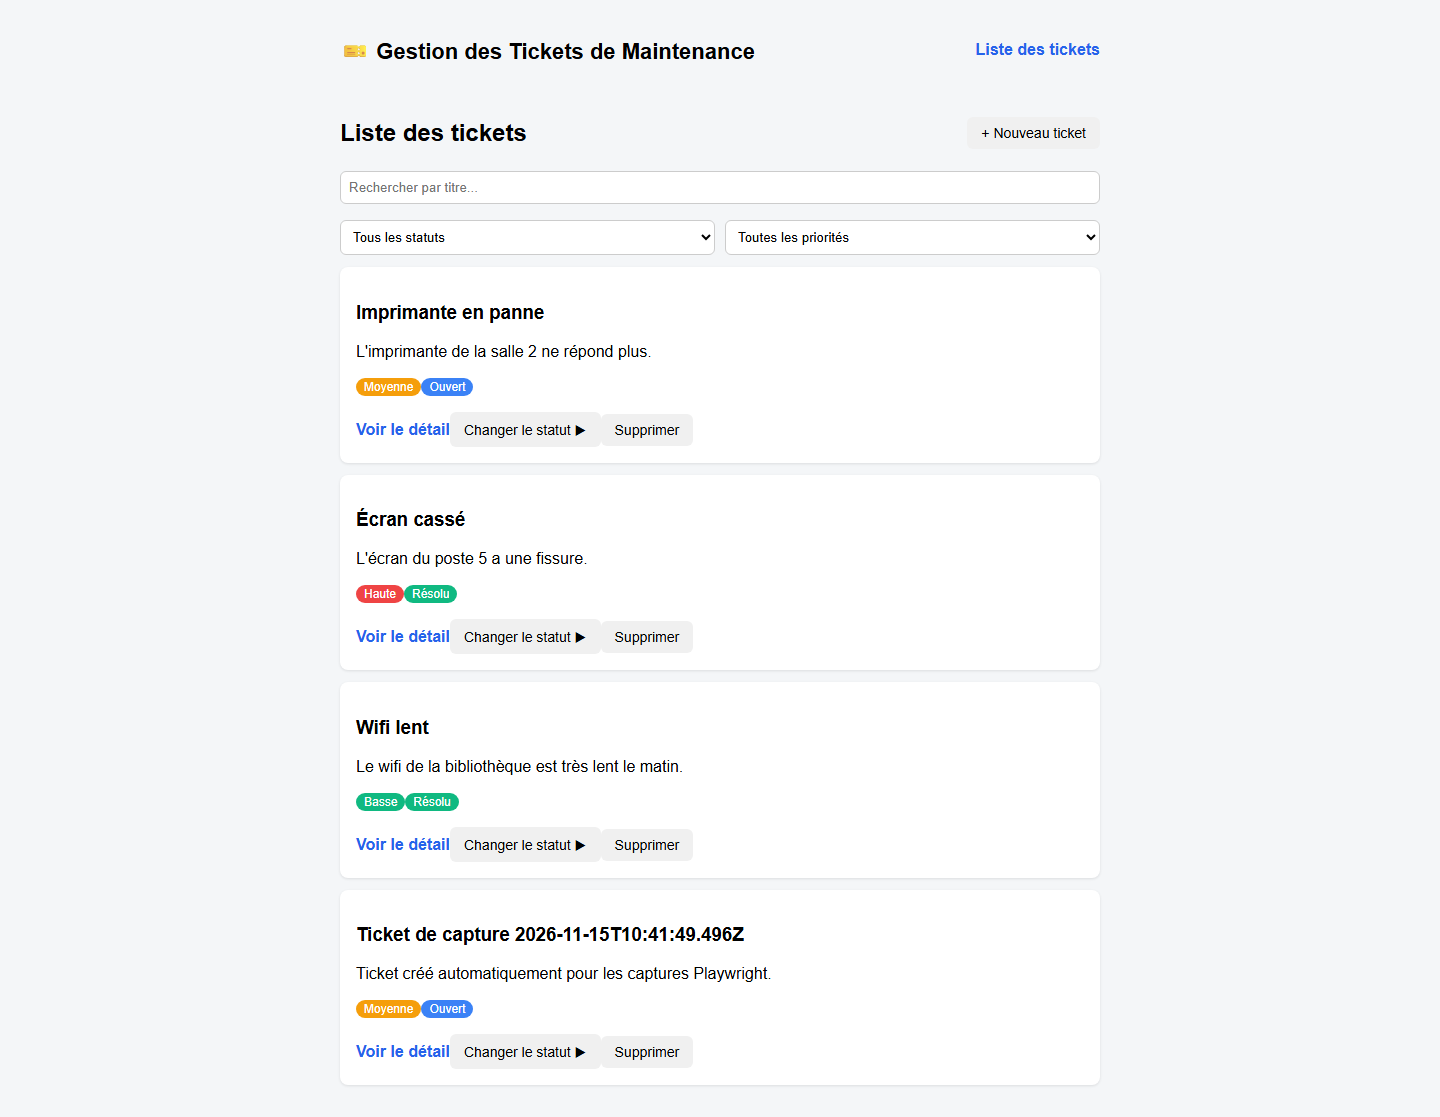 🎫 Gestion des Tickets de Maintenance
Liste des tickets
Liste des tickets
+ Nouveau ticket
Rechercher par titre...
Tous les statuts
Toutes les priorités
Imprimante en panne
L'imprimante de la salle 2 ne répond plus.
Moyenne Ouvert
Voir le détail Changer le statut ▶ Supprimer
Écran cassé
L'écran du poste 5 a une fissure.
Haute Résolu
Voir le détail Changer le statut ▶ Supprimer
Wifi lent
Le wifi de la bibliothèque est très lent le matin.
Basse Résolu
Voir le détail Changer le statut ▶ Supprimer
Ticket de capture 2026-11-15T10:41:49.496Z
Ticket créé automatiquement pour les captures Playwright.
Moyenne Ouvert
Voir le détail Changer le statut ▶ Supprimer